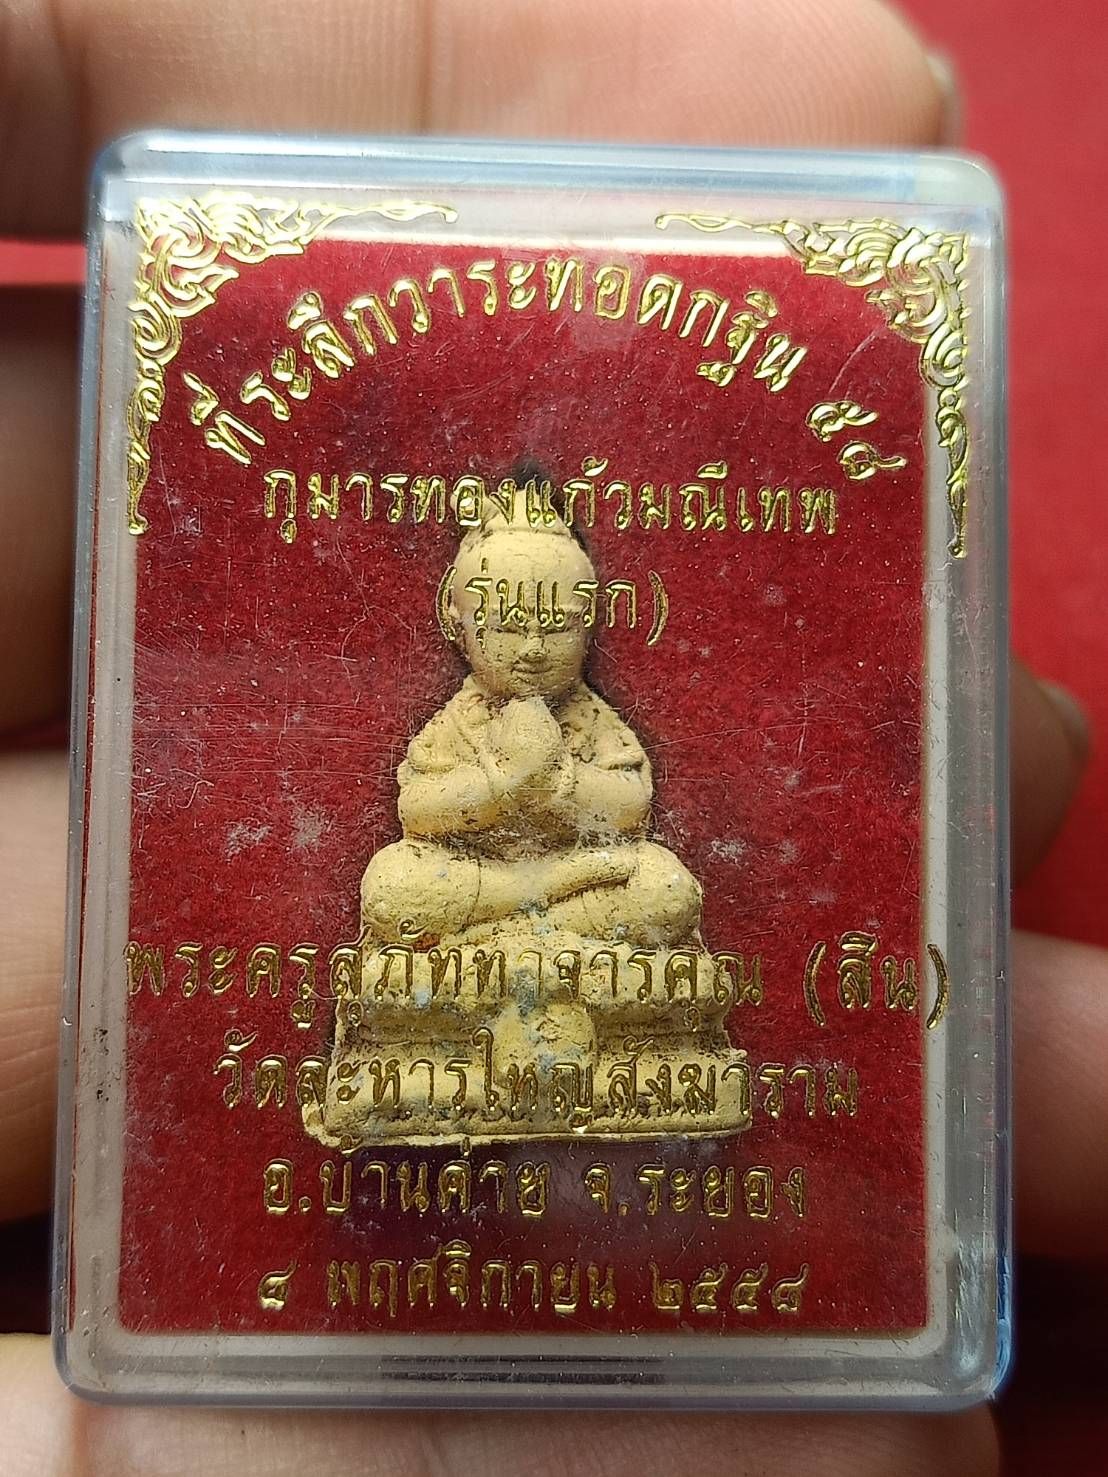 ที่ระลึกวาระทอดกฐิน ๕๘
กุมารทองแก้วมณีเทพ
(รุ่นแรก)
พระครูสุภัททาจารคุณ (สิน)
วัดละหารใหญ่สังฆาราม
อ.บ้านค่าย จ.ระยอง
๘ พฤศจิกายน ๒๕๕๘